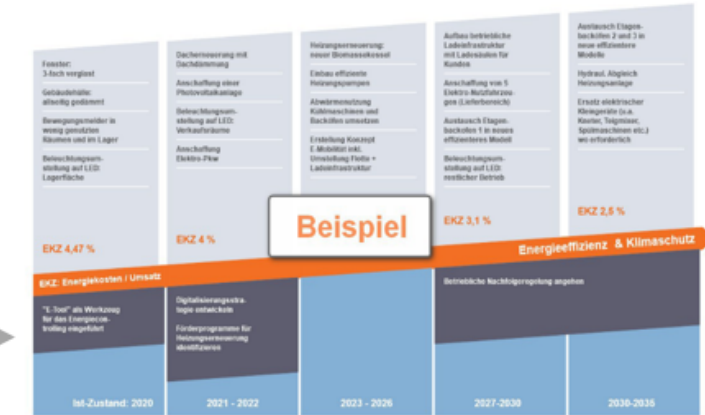 Fenster:
3-fach verglast
Gebäudehülle:
allseitig gedämmt
Bewegungsmelder in
wenig genutzten
Räumen und im Lager
Beleuchtungsum-
stellung auf LED:
Lagerfläche
EKZ 4,47 %
Dacherneuerung mit
Dachdämmung
Anschaffung einer
Photovoltaikanlage
Beleuchtungsum-
stellung auf LED:
Verkaufsräume
Anschaffung
Elektro-Pkw
EKZ 4 %
Heizungserneuerung:
neuer Biomassekessel
Einbau effiziente
Heizungspumpen
Abwärmenutzung
Kühlmaschinen und
Backöfen umsetzen
Erstellung Konzept
E-Mobilität inkl.
Umstellung Flotte +
Ladeinfrastruktur
Aufbau betriebliche
Ladeinfrastruktur
mit Ladesäulen für
Kunden
Anschaffung von 5
Elektro-Nutzfahrzeu-
gen (Lieferbereich)
Austausch Etagen-
backofen 1 in neues
effizienteres Modell
Beleuchtungsum-
stellung auf LED:
restlicher Betrieb
EKZ 3,1 %
Austausch Etagen-
backöfen 2 und 3 in
neue effizientere
Modelle
Hydraul. Abgleich
Heizungsanlage
Ersatz elektrischer
Kleingeräte (u.a.
Kneter, Teigmixer,
Spülmaschinen etc.)
wo erforderlich
EKZ 2,5 %
Beispiel
EKZ: Energiekosten / Umsatz
Energieeffizienz & Klimaschutz
"E-Tool" als Werkzeug
für das Energiecon-
trolling eingeführt
Digitalisierungsstra-
tegie entwickeln
Förderprogramme für
Heizungserneuerung
identifizieren
Betriebliche Nachfolgeregelung angehen
Ist-Zustand: 2020
2021 - 2022
2023 - 2026
2027-2030
2030-2035